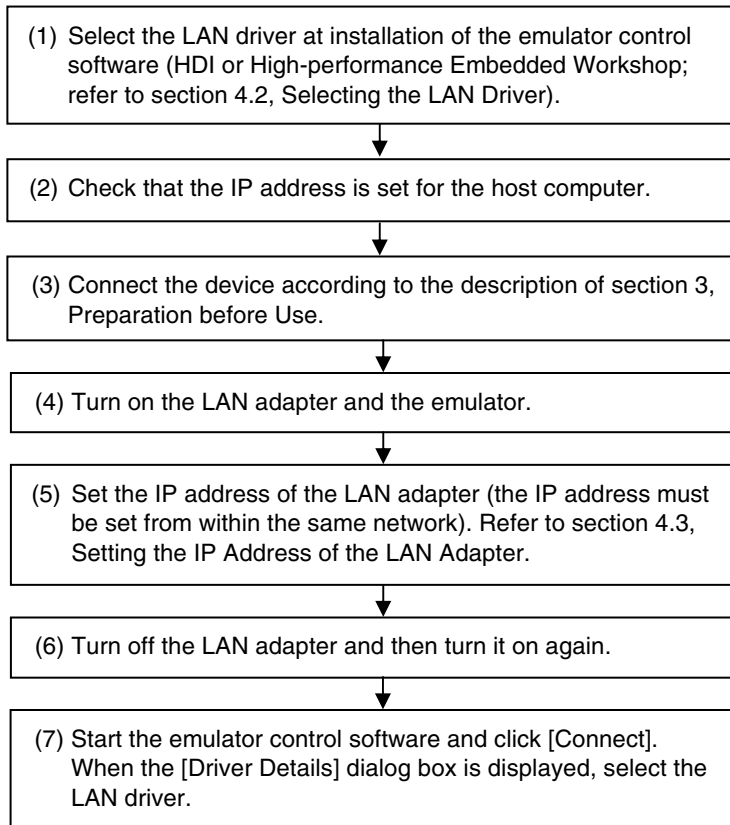 (1) Select the LAN driver at installation of the emulator control
software (HDI or High-performance Embedded Workshop;
refer to section 4.2, Selecting the LAN Driver).
(2) Check that the IP address is set for the host computer.
(3) Connect the device according to the description of section 3,
Preparation before Use.
(4) Turn on the LAN adapter and the emulator.
(5) Set the IP address of the LAN adapter (the IP address must
be set from within the same network). Refer to section 4.3,
Setting the IP Address of the LAN Adapter.
(6) Turn off the LAN adapter and then turn it on again.
(7) Start the emulator control software and click [Connect].
When the [Driver Details] dialog box is displayed, select the
LAN driver.